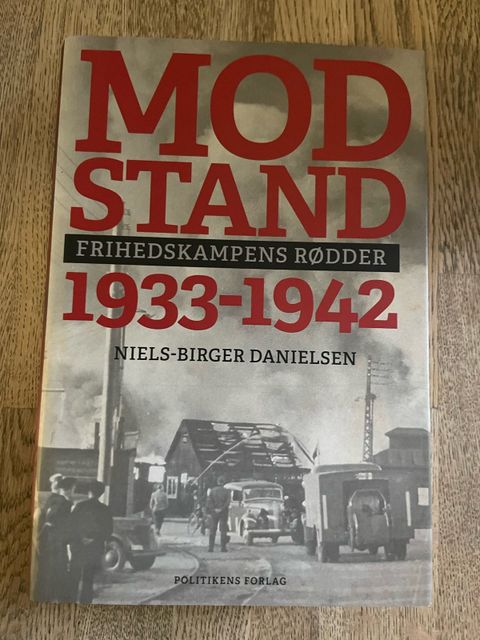 MOD
STAND
FRIHEDSKAMPENS RØDDER
1933-1942
NIELS-BIRGER DANIELSEN
POLITIKENS FORLAG